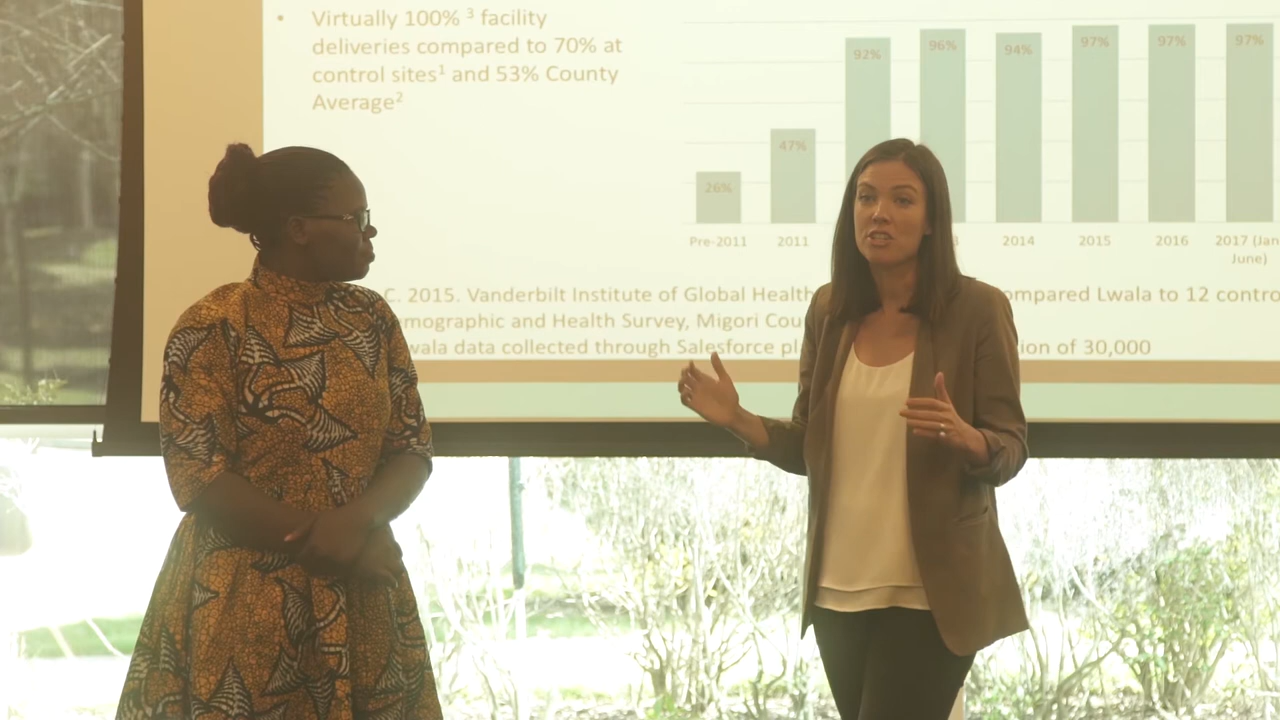 • Virtually 100% ³ facility
deliveries compared to 70% at
control sites¹ and 53% County
Average²
26%
47%
92%
96%
94%
97%
97%
97%
Pre-2011
2011
2014
2015
2016
2017 (Jan
June)
C. 2015. Vanderbilt Institute of Global Health
ompared Lwala to 12 contro
mographic and Health Survey, Migori Cou
wala data collected through Salesforce pl
ion of 30,000